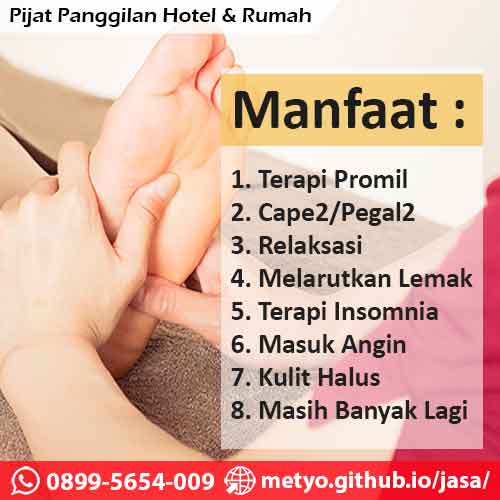 Pijat Panggilan Hotel & Rumah
Manfaat :
1. Terapi Promil
2. Cape2/Pegal2
3. Relaksasi
4. Melarutkan Lemak
5. Terapi Insomnia
6. Masuk Angin
7. Kulit Halus
8. Masih Banyak Lagi
0899-5654-009 metyo.github.io/jasa/